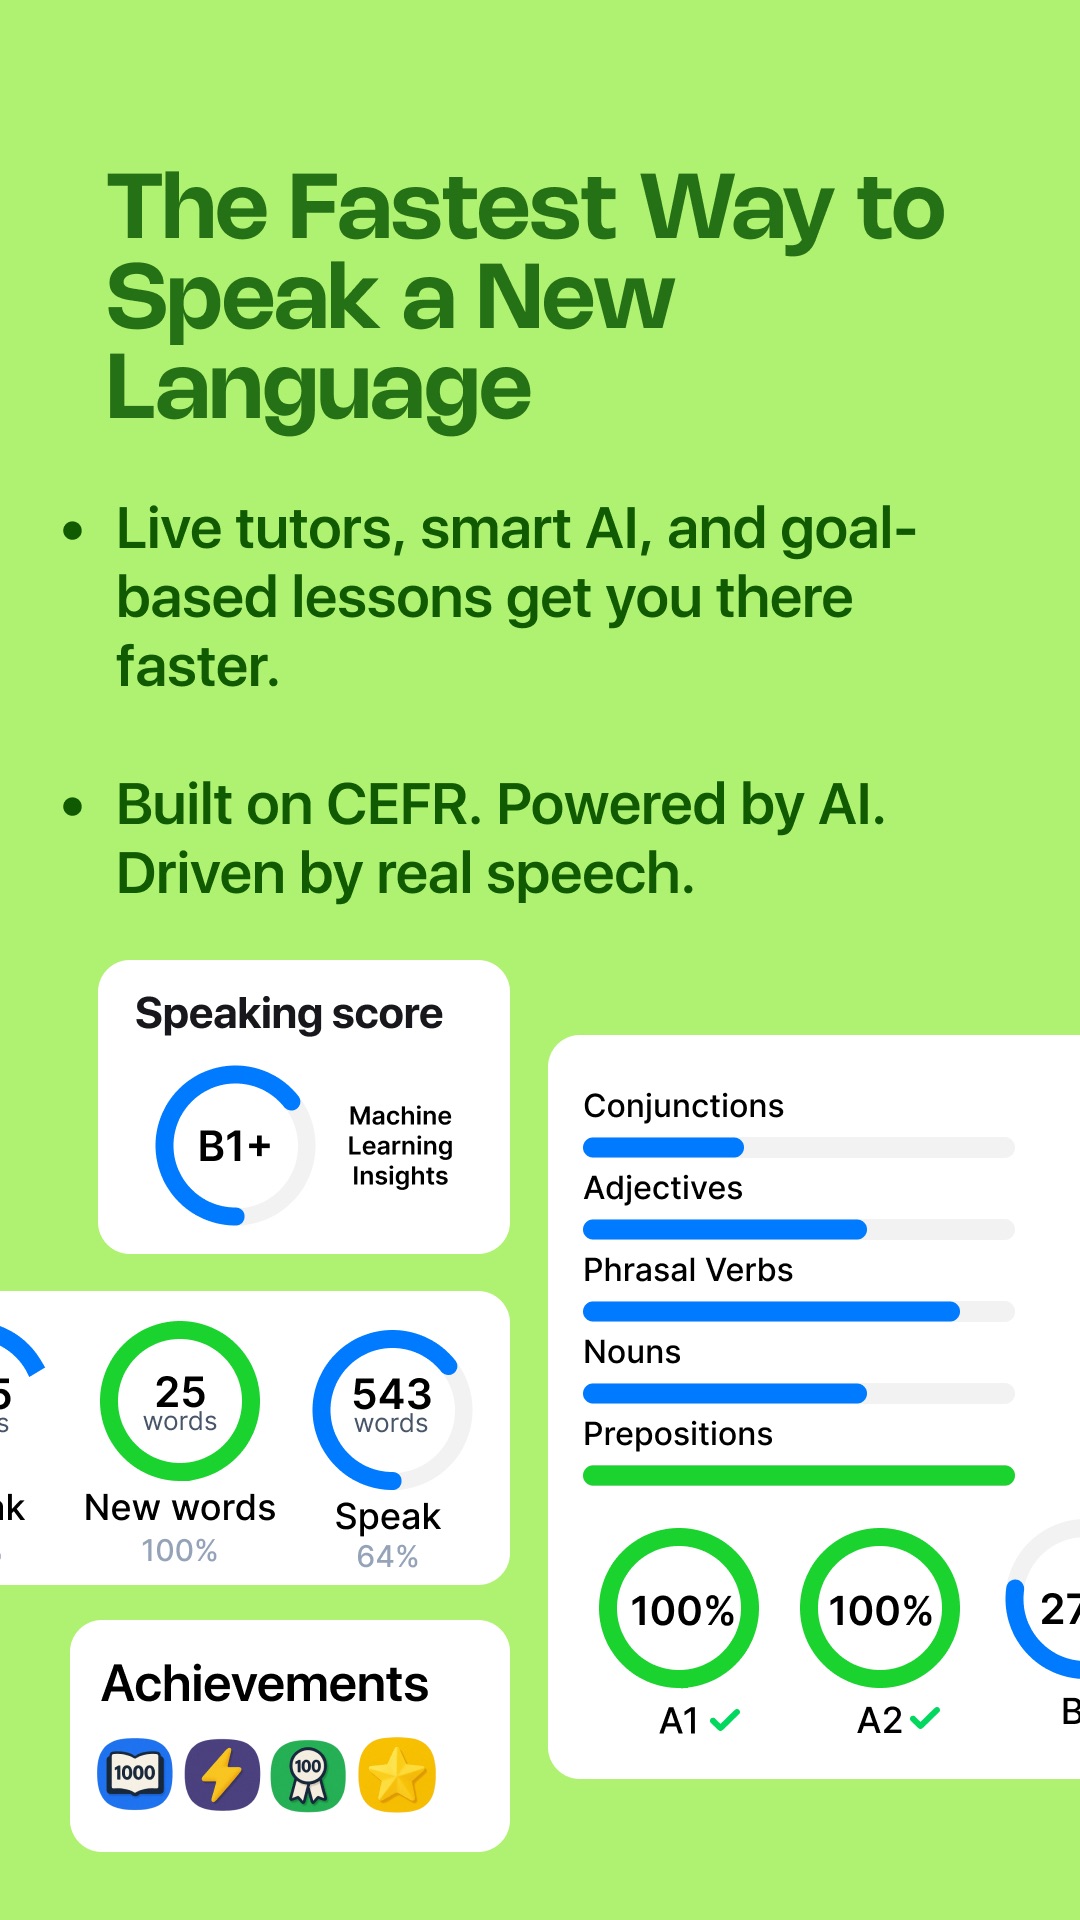 The Fastest Way to
Speak a New
Language
• Live tutors, smart AI, and goal-
based lessons get you there
faster.
• Built on CEFR. Powered by AI.
Driven by real speech.
Speaking score
B1+
Machine
Learning
Insights
25
words
New words
100%
543
words
Speak
64%
Achievements
1000
100
Conjunctions
Adjectives
Phrasal Verbs
Nouns
Prepositions
100%
A1
100%
A2
27